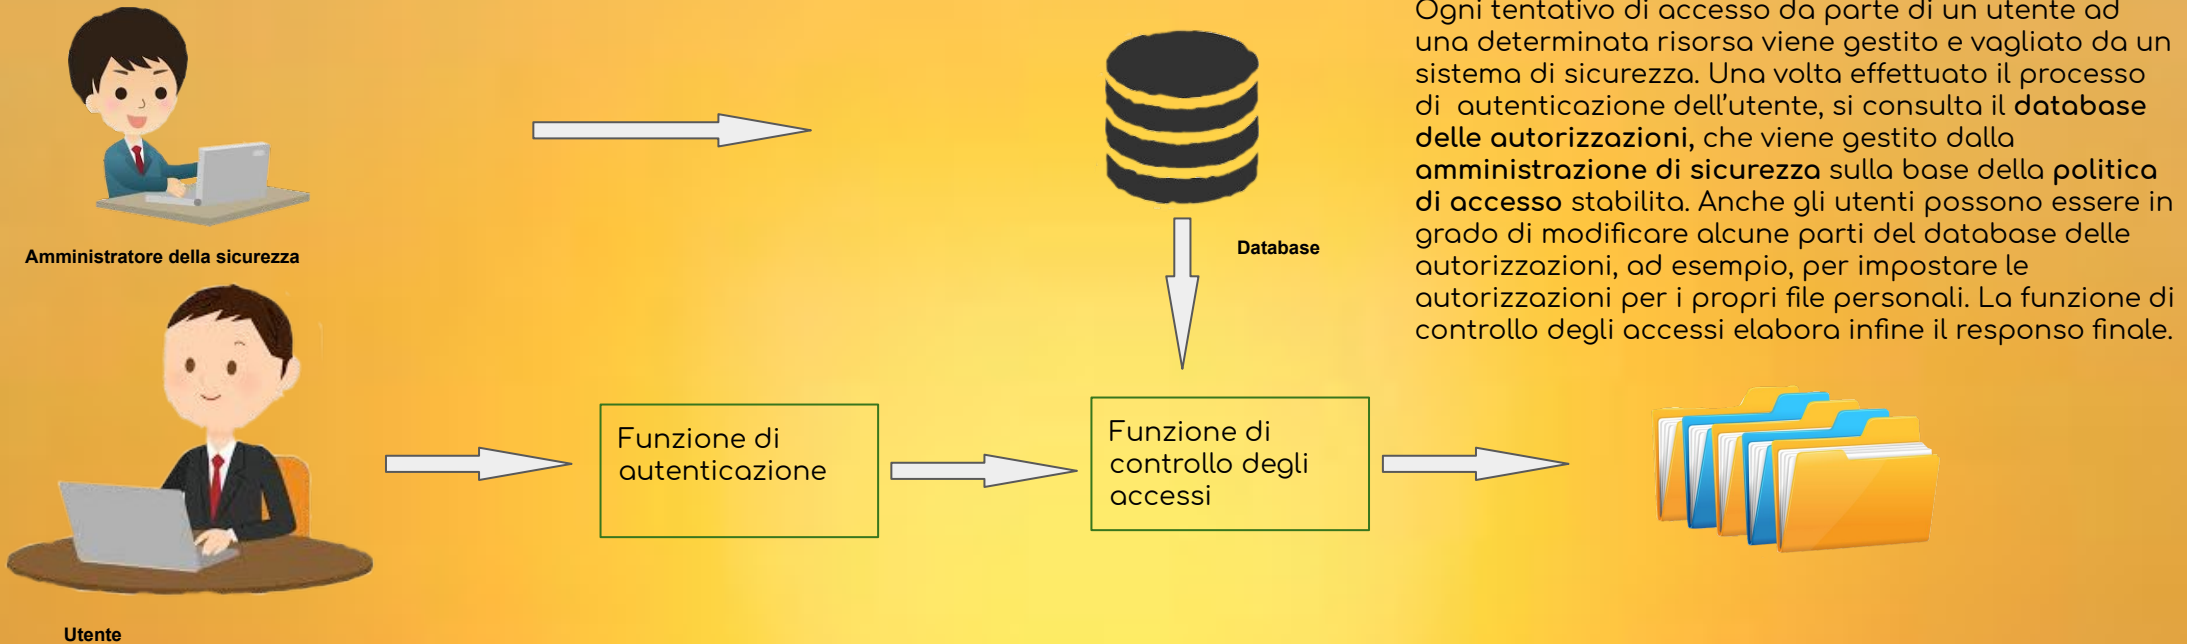 Ogni tentativo di accesso da parte di un utente ad
una determinata risorsa viene gestito e vagliato da un
sistema di sicurezza. Una volta effettuato il processo
di autenticazione dell'utente, si consulta il database
delle autorizzazioni, che viene gestito dalla
amministrazione di sicurezza sulla base della politica
di accesso stabilita. Anche gli utenti possono essere in
grado di modificare alcune parti del database delle
autorizzazioni, ad esempio, per impostare le
autorizzazioni per i propri file personali. La funzione di
controllo degli accessi elabora infine il responso finale.
Amministratore della sicurezza
Database
Funzione di
autenticazione
Funzione di
controllo degli
accessi
Utente